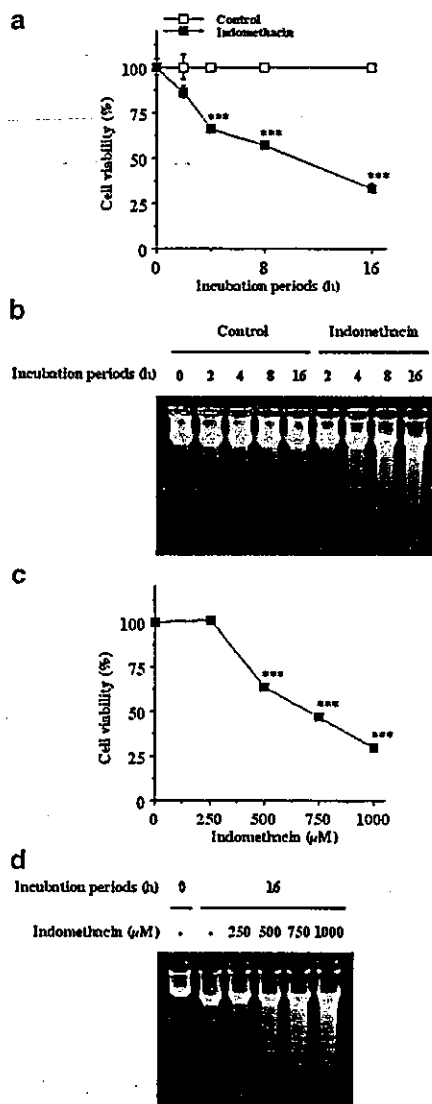 a
Control
Indomethacin
Cell viability (%)
100
75
50
25
0
***
***
***
0 8 16
Incubation periods (h)
b
Control Indomethacin
Incubation periods (h) 0 2 4 8 16 2 4 8 16
c
Cell viability (%)
100
75
50
25
0
***
***
***
0 250 500 750 1000
Indomethacin (µM)
d
Incubation periods (h) 0 16
Indomethacin (µM) - - 250 500 750 1000